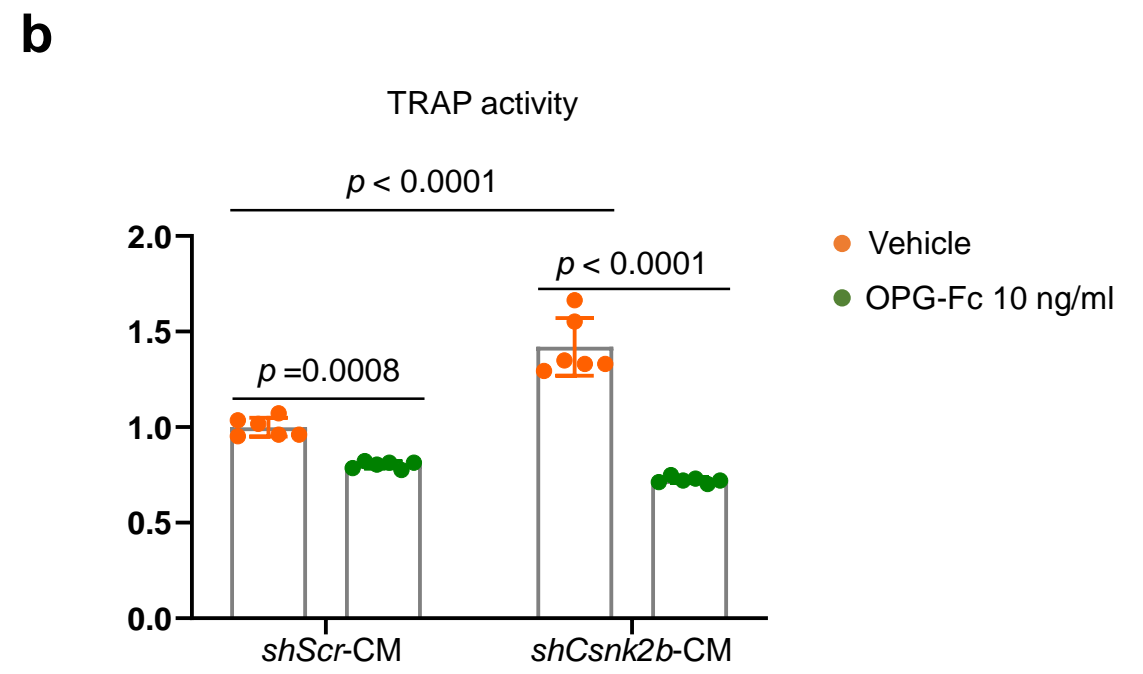 b
TRAP activity
p < 0.0001
2.0
1.5
1.0
0.5
0.0
p < 0.0001
p =0.0008
shScr-CM
shCsnk2b-CM
Vehicle
OPG-Fc 10 ng/ml